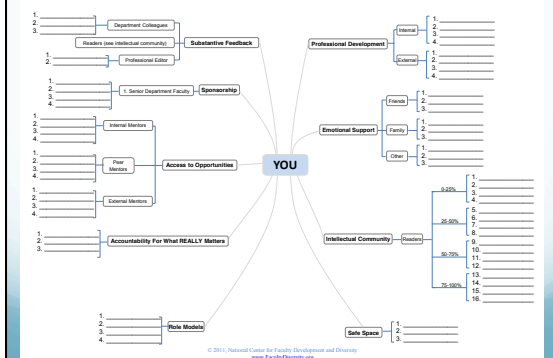 YOU
Substantive Feedback
Department Colleagues
1.
2.
3.
Readers (see intellectual community)
Professional Editor
1.
2.
Sponsorship
1. Senior Department Faculty
1.
2.
3.
4.
Access to Opportunities
Internal Mentors
1.
2.
3.
4.
Peer
Mentors
1.
2.
3.
4.
External Mentors
1.
2.
3.
4.
Accountability For What REALLY Matters
1.
2.
3.
Role Models
1.
2.
3.
4.
Professional Development
Internal
1.
2.
3.
4.
External
1.
2.
3.
4.
Emotional Support
Friends
1.
2.
3.
Family
1.
2.
3.
Other
1.
2.
3.
Intellectual Community
Readers
0-25%
1.
2.
3.
4.
25-50%
5.
6.
7.
8.
50-75%
9.
10.
11.
12.
75-100%
13.
14.
15.
16.
Safe Space
1.
2.
3.
© 2011, National Center for Faculty Development and Diversity
www.FacultyDiversity.org